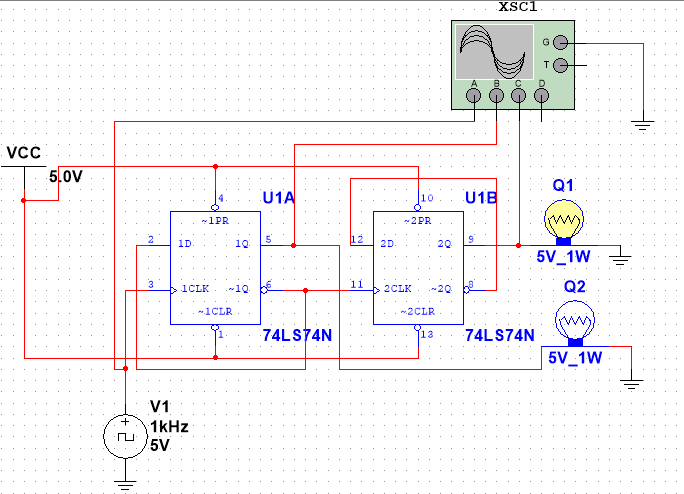 XSC1
G
T
A B C D
VCC
5.0V
U1A
U1B
Q1
4
10
~1PR
~2PR
2 1D 1Q 5
12 2D 2Q 9
5V_1W
Q2
3 1CLK ~1Q 6
11 2CLK ~2Q 8
~1CLR
~2CLR
1
74LS74N
13
74LS74N
5V_1W
V1
1kHz
5V